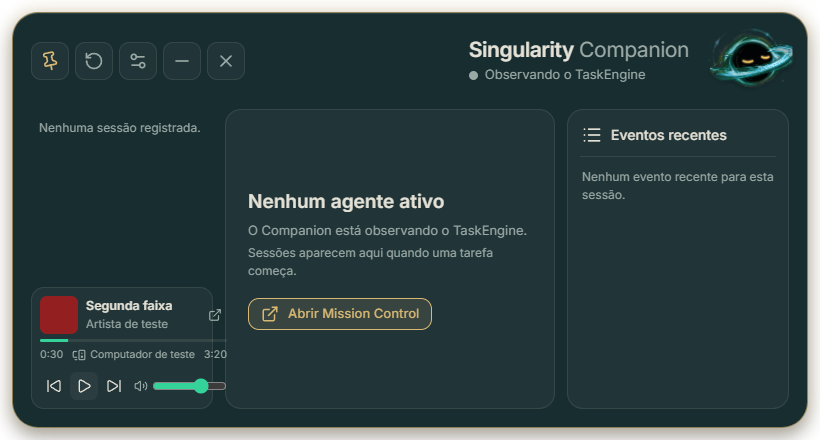 Singularity Companion
Observando o TaskEngine
Nenhuma sessão registrada.
Segunda faixa
Artista de teste
0:30 Computador de teste 3:20
Nenhum agente ativo
O Companion está observando o TaskEngine.
Sessões aparecem aqui quando uma tarefa
começa.
Abrir Mission Control
Eventos recentes
Nenhum evento recente para esta
sessão.